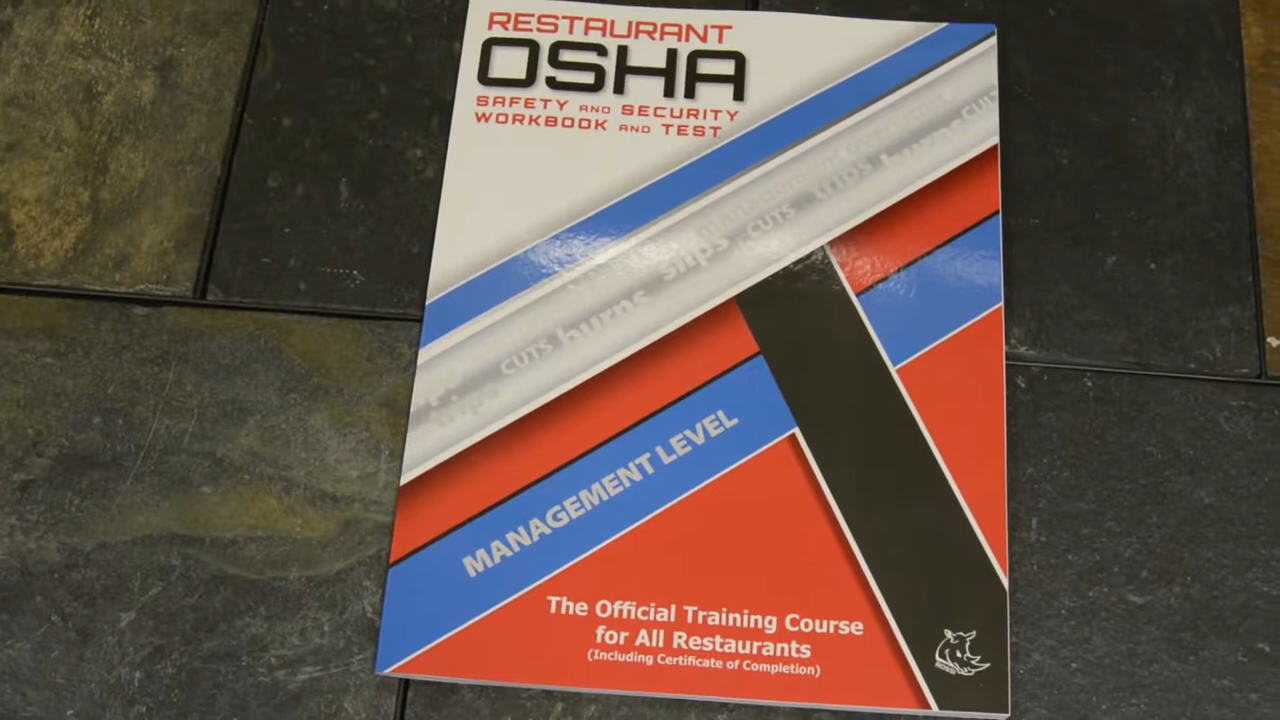 RESTAURANT
OSHA
SAFETY AND SECURITY
WORKBOOK AND TEST
CUTS burns slips CUTS trips burns
MANAGEMENT LEVEL
The Official Training Course
for All Restaurants
(Including Certificate of Completion)